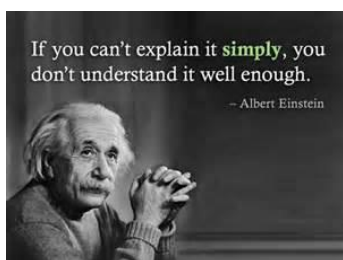 If you can't explain it simply, you
don't understand it well enough.
– Albert Einstein